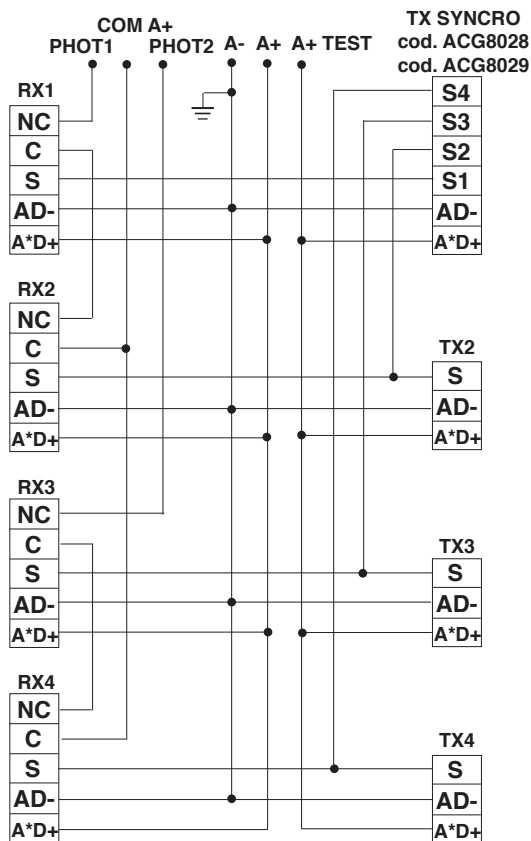 COM A+
PHOT1 PHOT2 A- A+ A+ TEST
TX SYNCRO
cod. ACG8028
cod. ACG8029
RX1
NC
C
S
AD-
A*D+
S4
S3
S2
S1
AD-
A*D+
RX2
NC
C
S
AD-
A*D+
TX2
S
AD-
A*D+
RX3
NC
C
S
AD-
A*D+
TX3
S
AD-
A*D+
RX4
NC
C
S
AD-
A*D+
TX4
S
AD-
A*D+